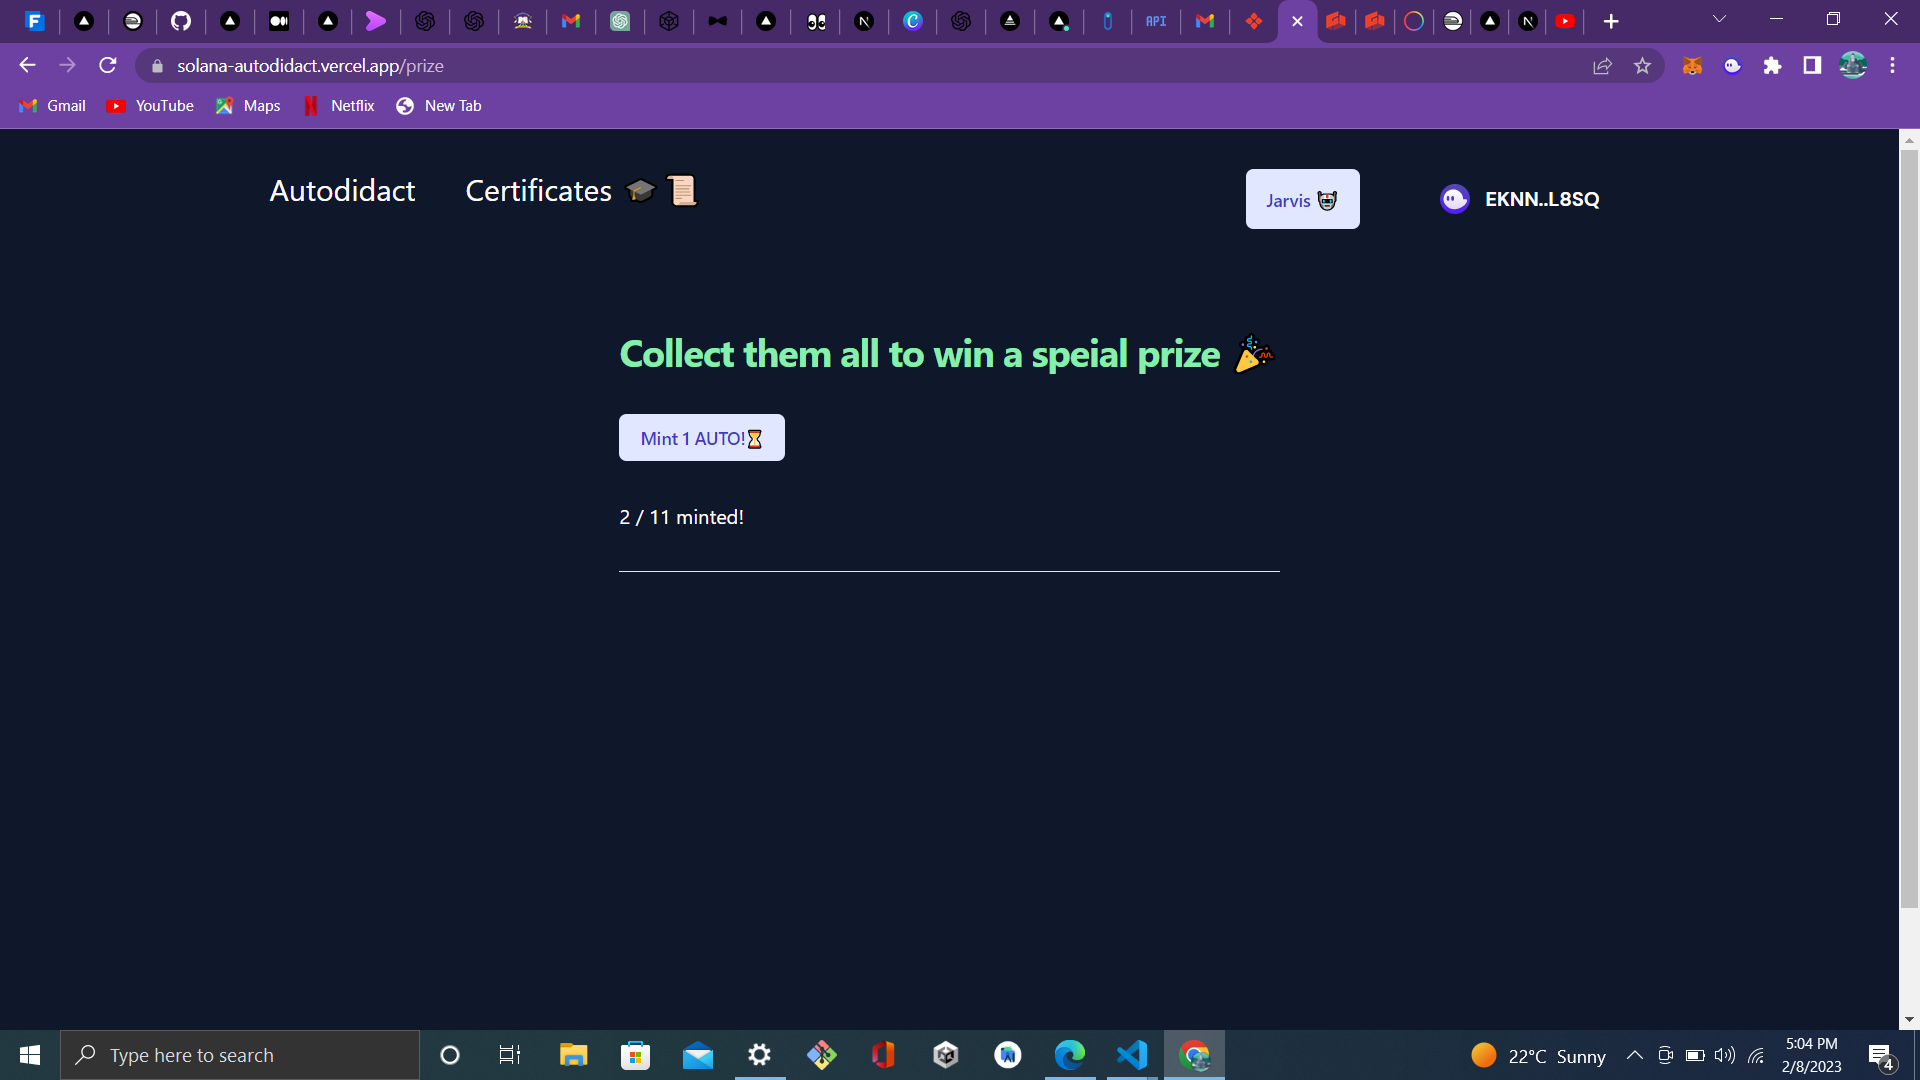 API
solana-autodidact.vercel.app/prize
Gmail YouTube Maps Netflix New Tab
Autodidact Certificates 🎓 📜 Jarvis 🤖 EKNN..L8SQ
Collect them all to win a speial prize 🎉
Mint 1 AUTO!⏳
2 / 11 minted!
Type here to search
22°C Sunny
5:04 PM
2/8/2023
4